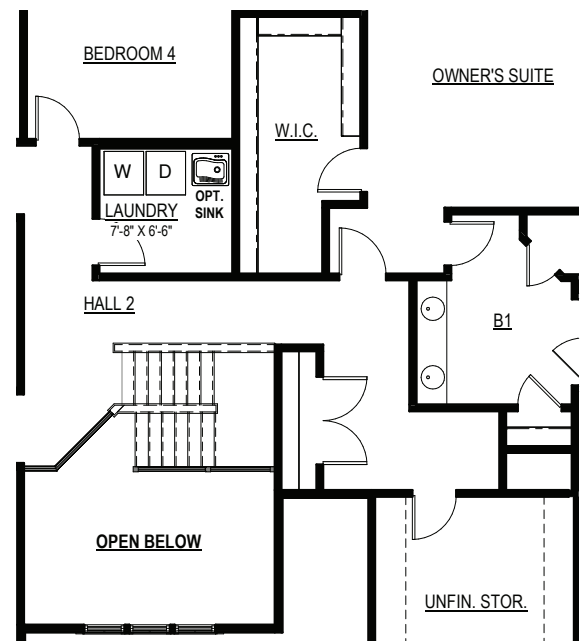 BEDROOM 4
OWNER'S SUITE
W.I.C.
W
D
OPT.
SINK
LAUNDRY
7'-8" X 6'-6"
HALL 2
B1
OPEN BELOW
UNFIN. STOR.